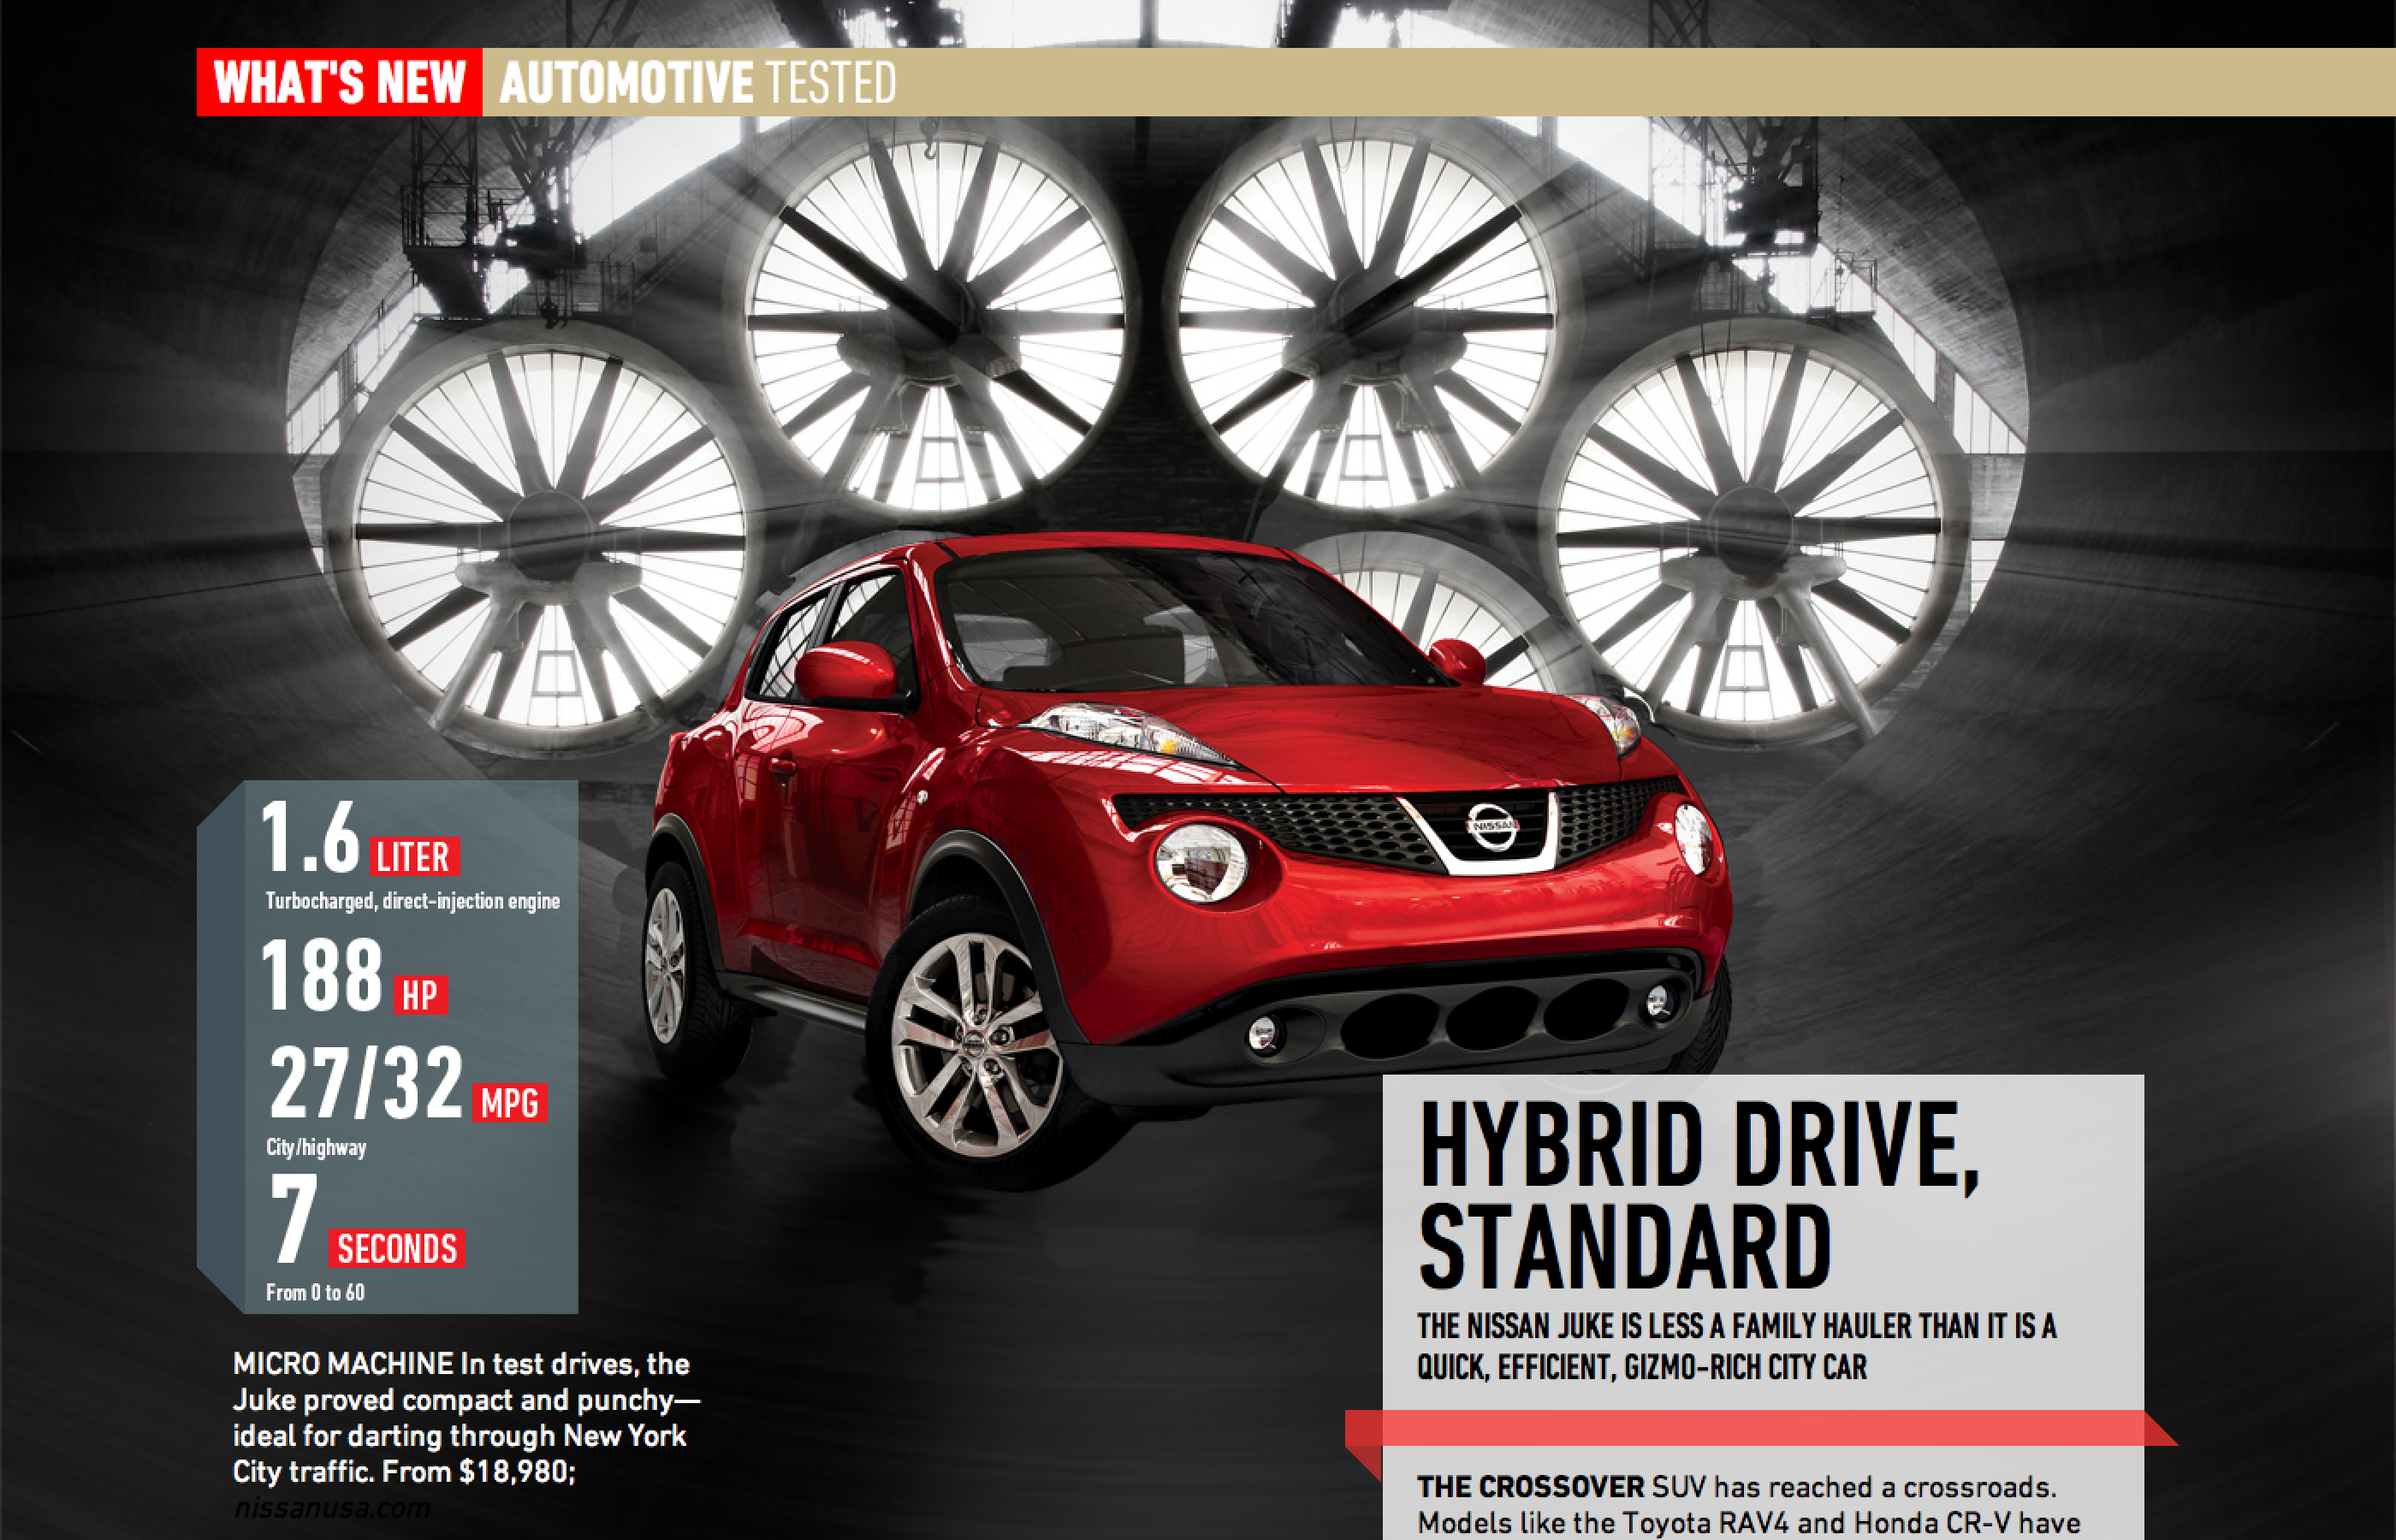 WHAT'S NEW AUTOMOTIVE TESTED
NISSAN
1.6 LITER
Turbocharged, direct-injection engine
188 HP
27/32 MPG
City/highway
7 SECONDS
From 0 to 60
MICRO MACHINE In test drives, the
Juke proved compact and punchy—
ideal for darting through New York
City traffic. From $18,980;
nissanusa.com
HYBRID DRIVE,
STANDARD
THE NISSAN JUKE IS LESS A FAMILY HAULER THAN IT IS A
QUICK, EFFICIENT, GIZMO-RICH CITY CAR
THE CROSSOVER SUV has reached a crossroads.
Models like the Toyota RAV4 and Honda CR-V have